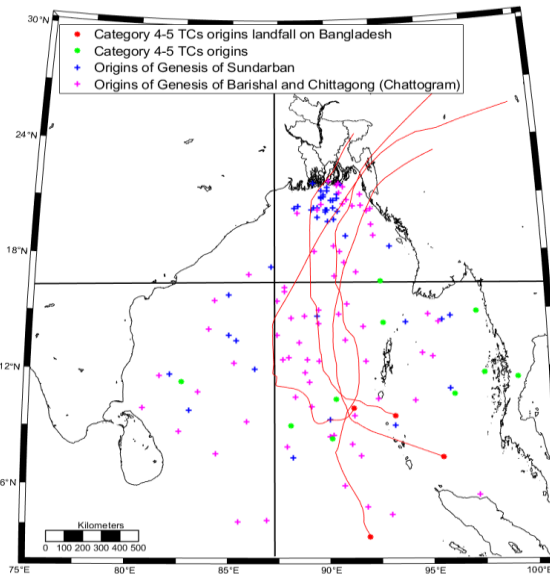 30°N
Category 4-5 TCs origins landfall on Bangladesh
Category 4-5 TCs origins
Origins of Genesis of Sundarban
Origins of Genesis of Barishal and Chittagong (Chattogram)
24°N
18°N
12°N
6°N
Kilometers
0 100 200 300 400 500
75°E 80°E 85°E 90°E 95°E 100°E